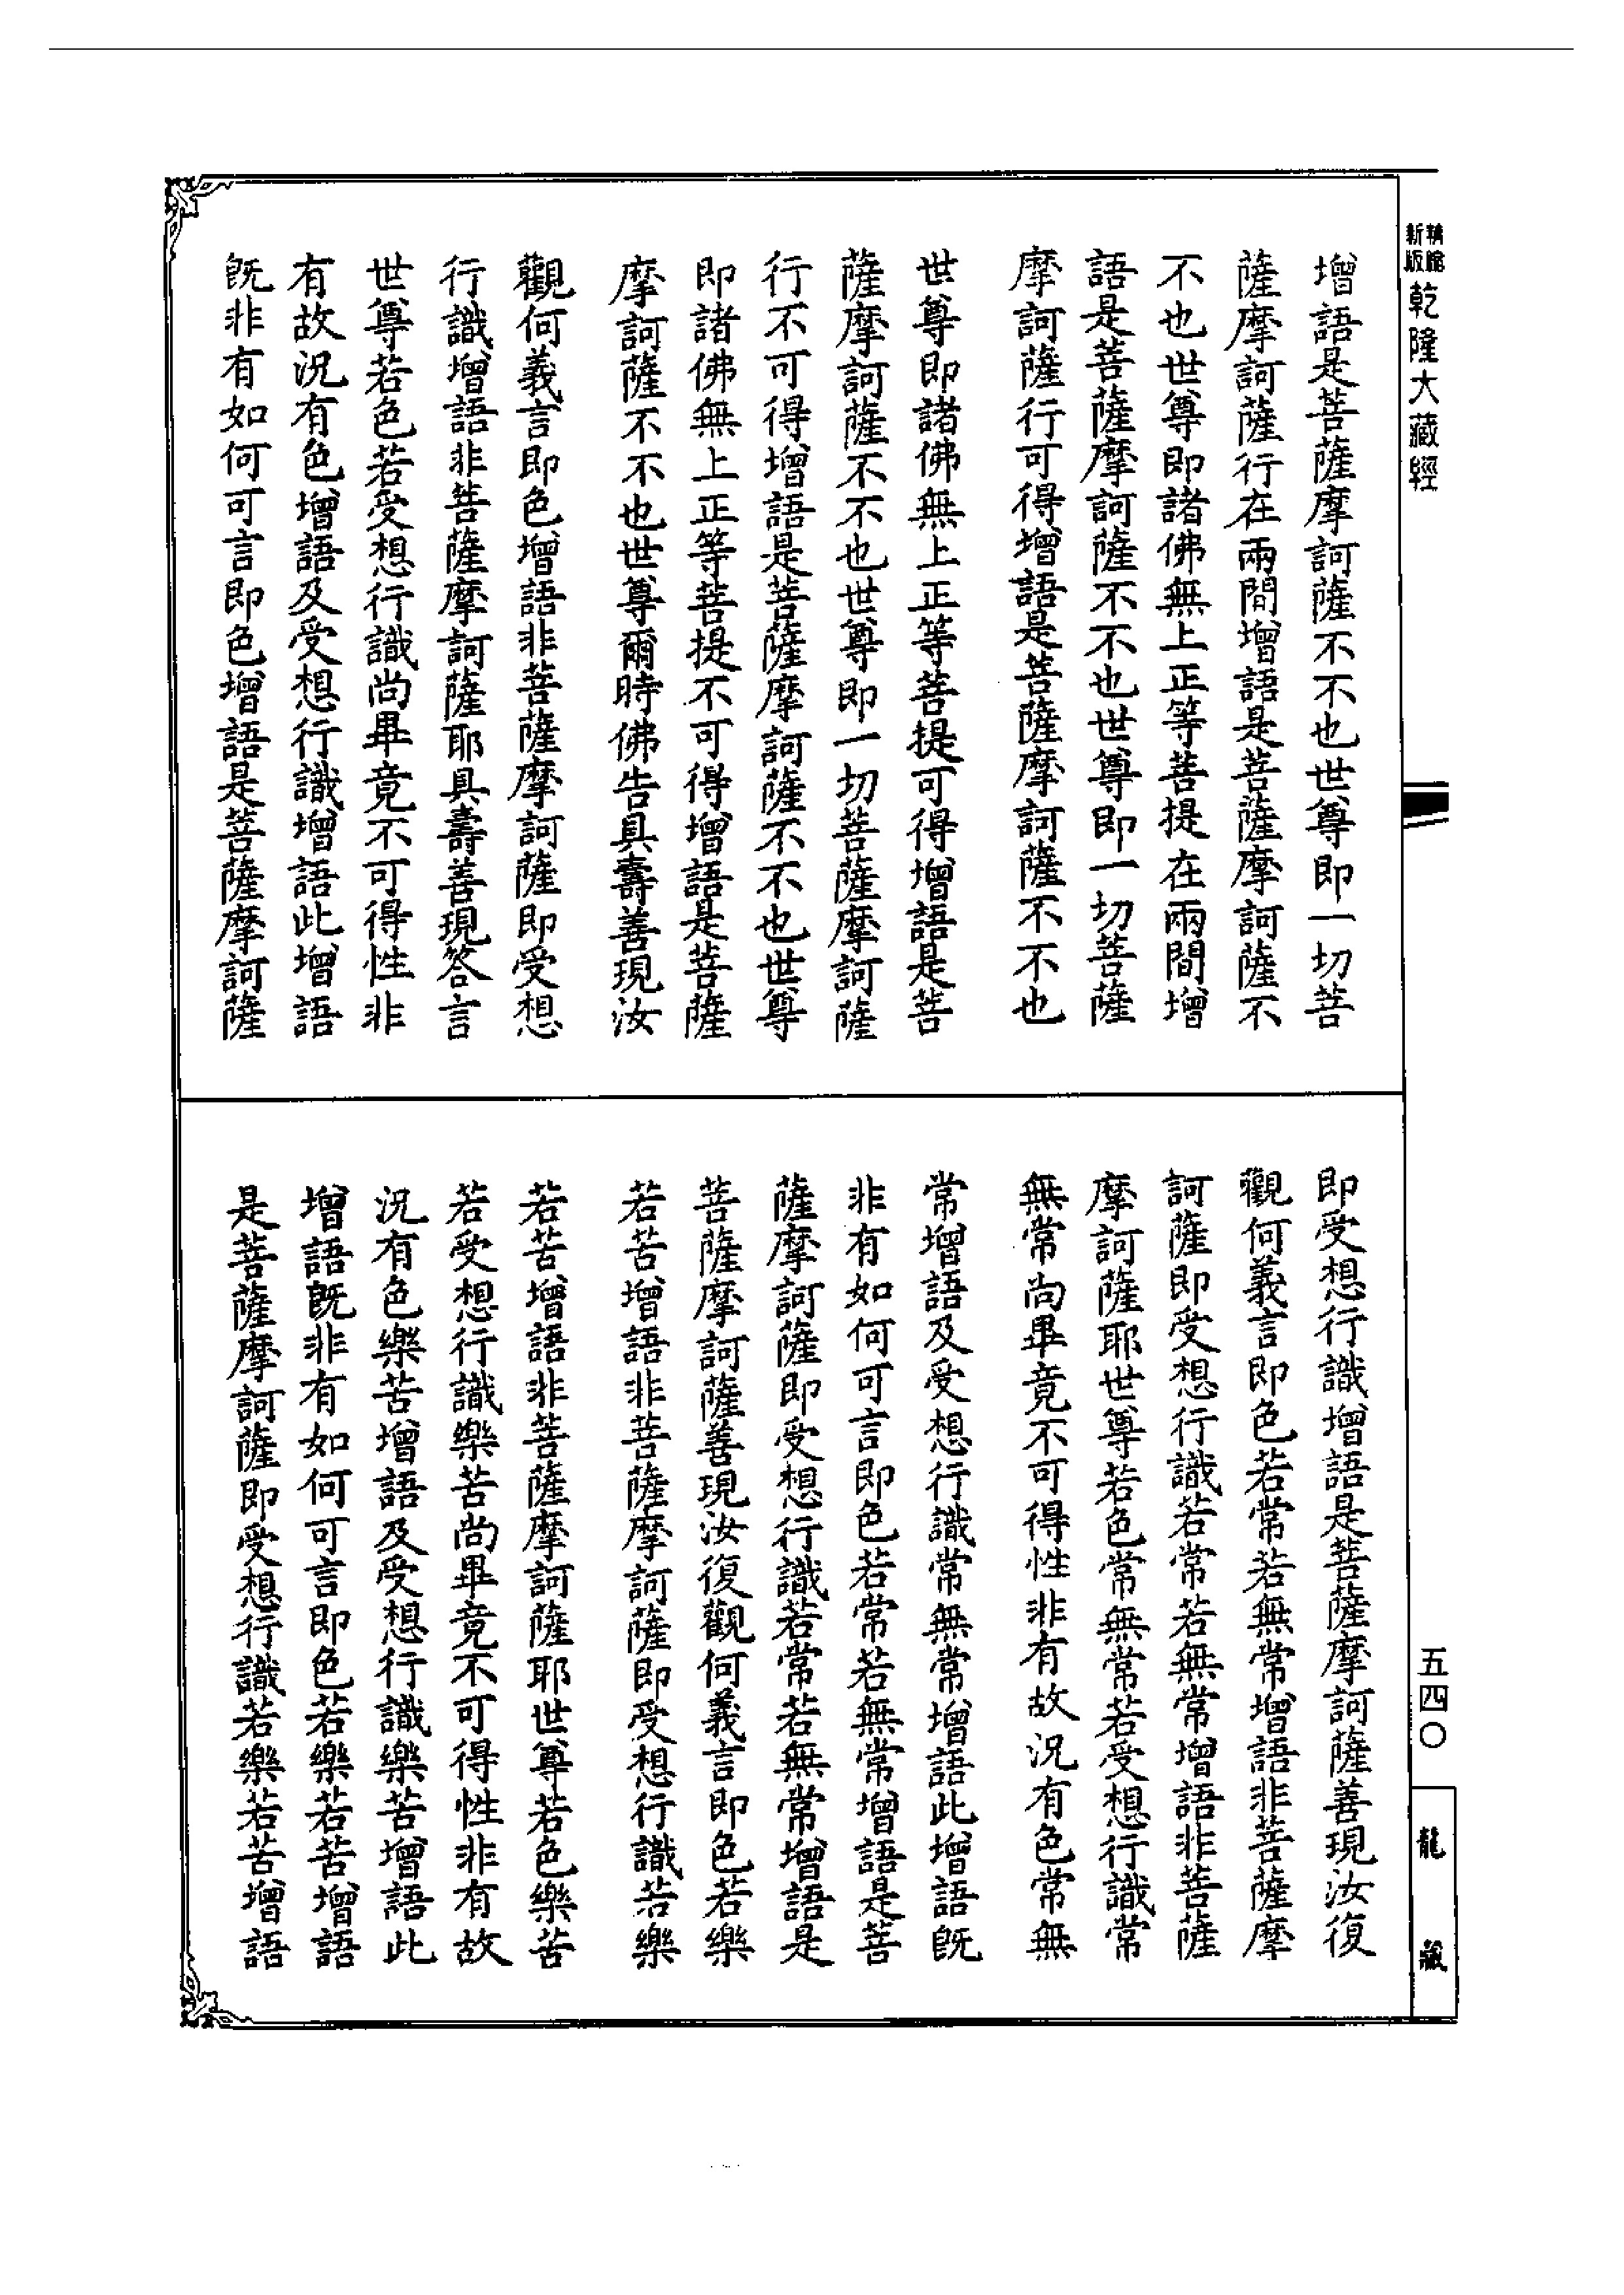 新版
精縮
乾隆大藏經
增語是菩薩摩訶薩不不也世尊即一切菩
薩摩訶薩行在兩間增語是菩薩摩訶薩不
不也世尊即諸佛無上正等菩提在兩間增
語是菩薩摩訶薩不不也世尊即一切菩薩
摩訶薩行可得增語是菩薩摩訶薩不不也
世尊即諸佛無上正等菩提可得增語是菩
薩摩訶薩不不也世尊即一切菩薩摩訶薩
行不可得增語是菩薩摩訶薩不不也世尊
即諸佛無上正等菩提不可得增語是菩薩
摩訶薩不不也世尊爾時佛告具壽善現汝
觀何義言即色增語非菩薩摩訶薩即受想
行識增語非菩薩摩訶薩耶具壽善現答言
世尊若色若受想行識尚畢竟不可得性非
有故況有色增語及受想行識增語此增語
既非有如何可言即色增語是菩薩摩訶薩
即受想行識增語是菩薩摩訶薩善現汝復
觀何義言即色若常若無常增語非菩薩摩
訶薩即受想行識若常若無常增語非菩薩
摩訶薩耶世尊若色常無常若受想行識常
無常尚畢竟不可得性非有故況有色常無
常增語及受想行識常無常增語此增語既
非有如何可言即色若常若無常增語是菩
薩摩訶薩即受想行識若常若無常增語是
菩薩摩訶薩善現汝復觀何義言即色若樂
若苦增語非菩薩摩訶薩即受想行識若樂
若苦增語非菩薩摩訶薩耶世尊若色樂苦
若受想行識樂苦尚畢竟不可得性非有故
況有色樂苦增語及受想行識樂苦增語此
增語既非有如何可言即色若樂若苦增語
是菩薩摩訶薩即受想行識若樂若苦增語
五四〇
龍藏